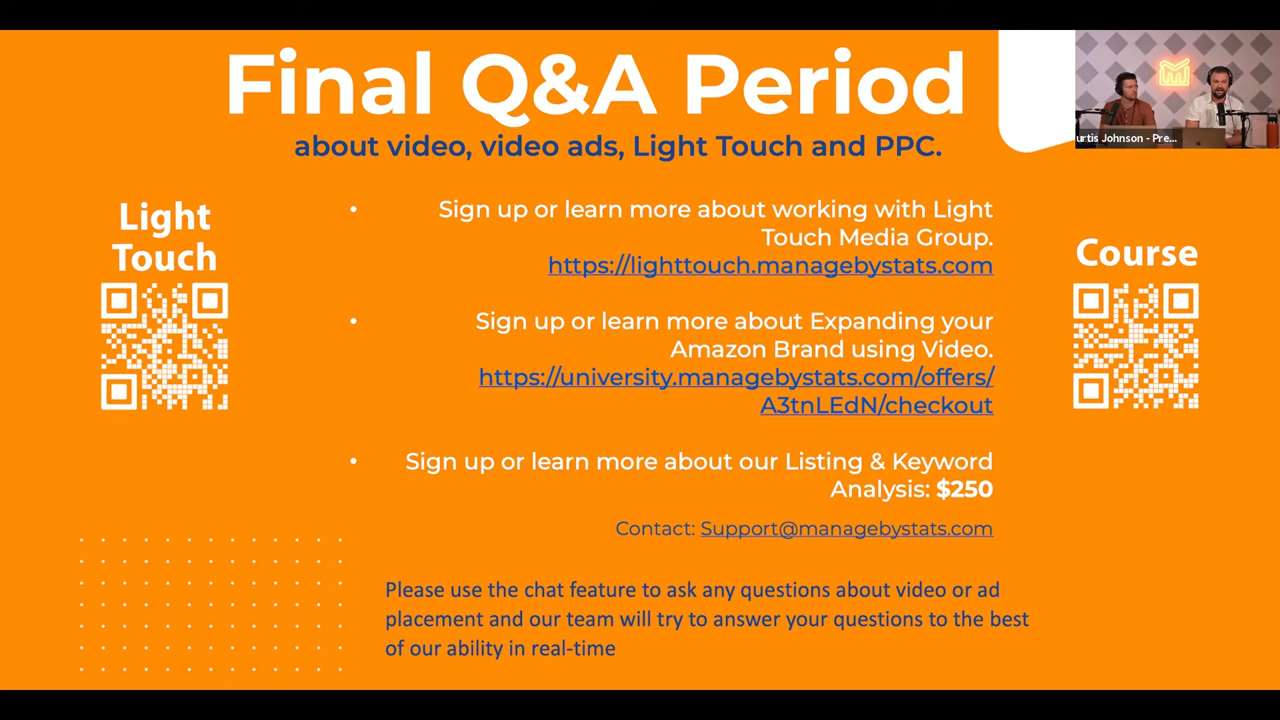 Final Q&A Period
about video, video ads, Light Touch and PPC.
urtis Johnson - Pre...
Light
Touch
• Sign up or learn more about working with Light
Touch Media Group.
https://lighttouch.managebystats.com
• Sign up or learn more about Expanding your
Amazon Brand using Video.
https://university.managebystats.com/offers/
A3tnLEdN/checkout
• Sign up or learn more about our Listing & Keyword
Analysis: $250
Contact: Support@managebystats.com
Course
Please use the chat feature to ask any questions about video or ad
placement and our team will try to answer your questions to the best
of our ability in real-time